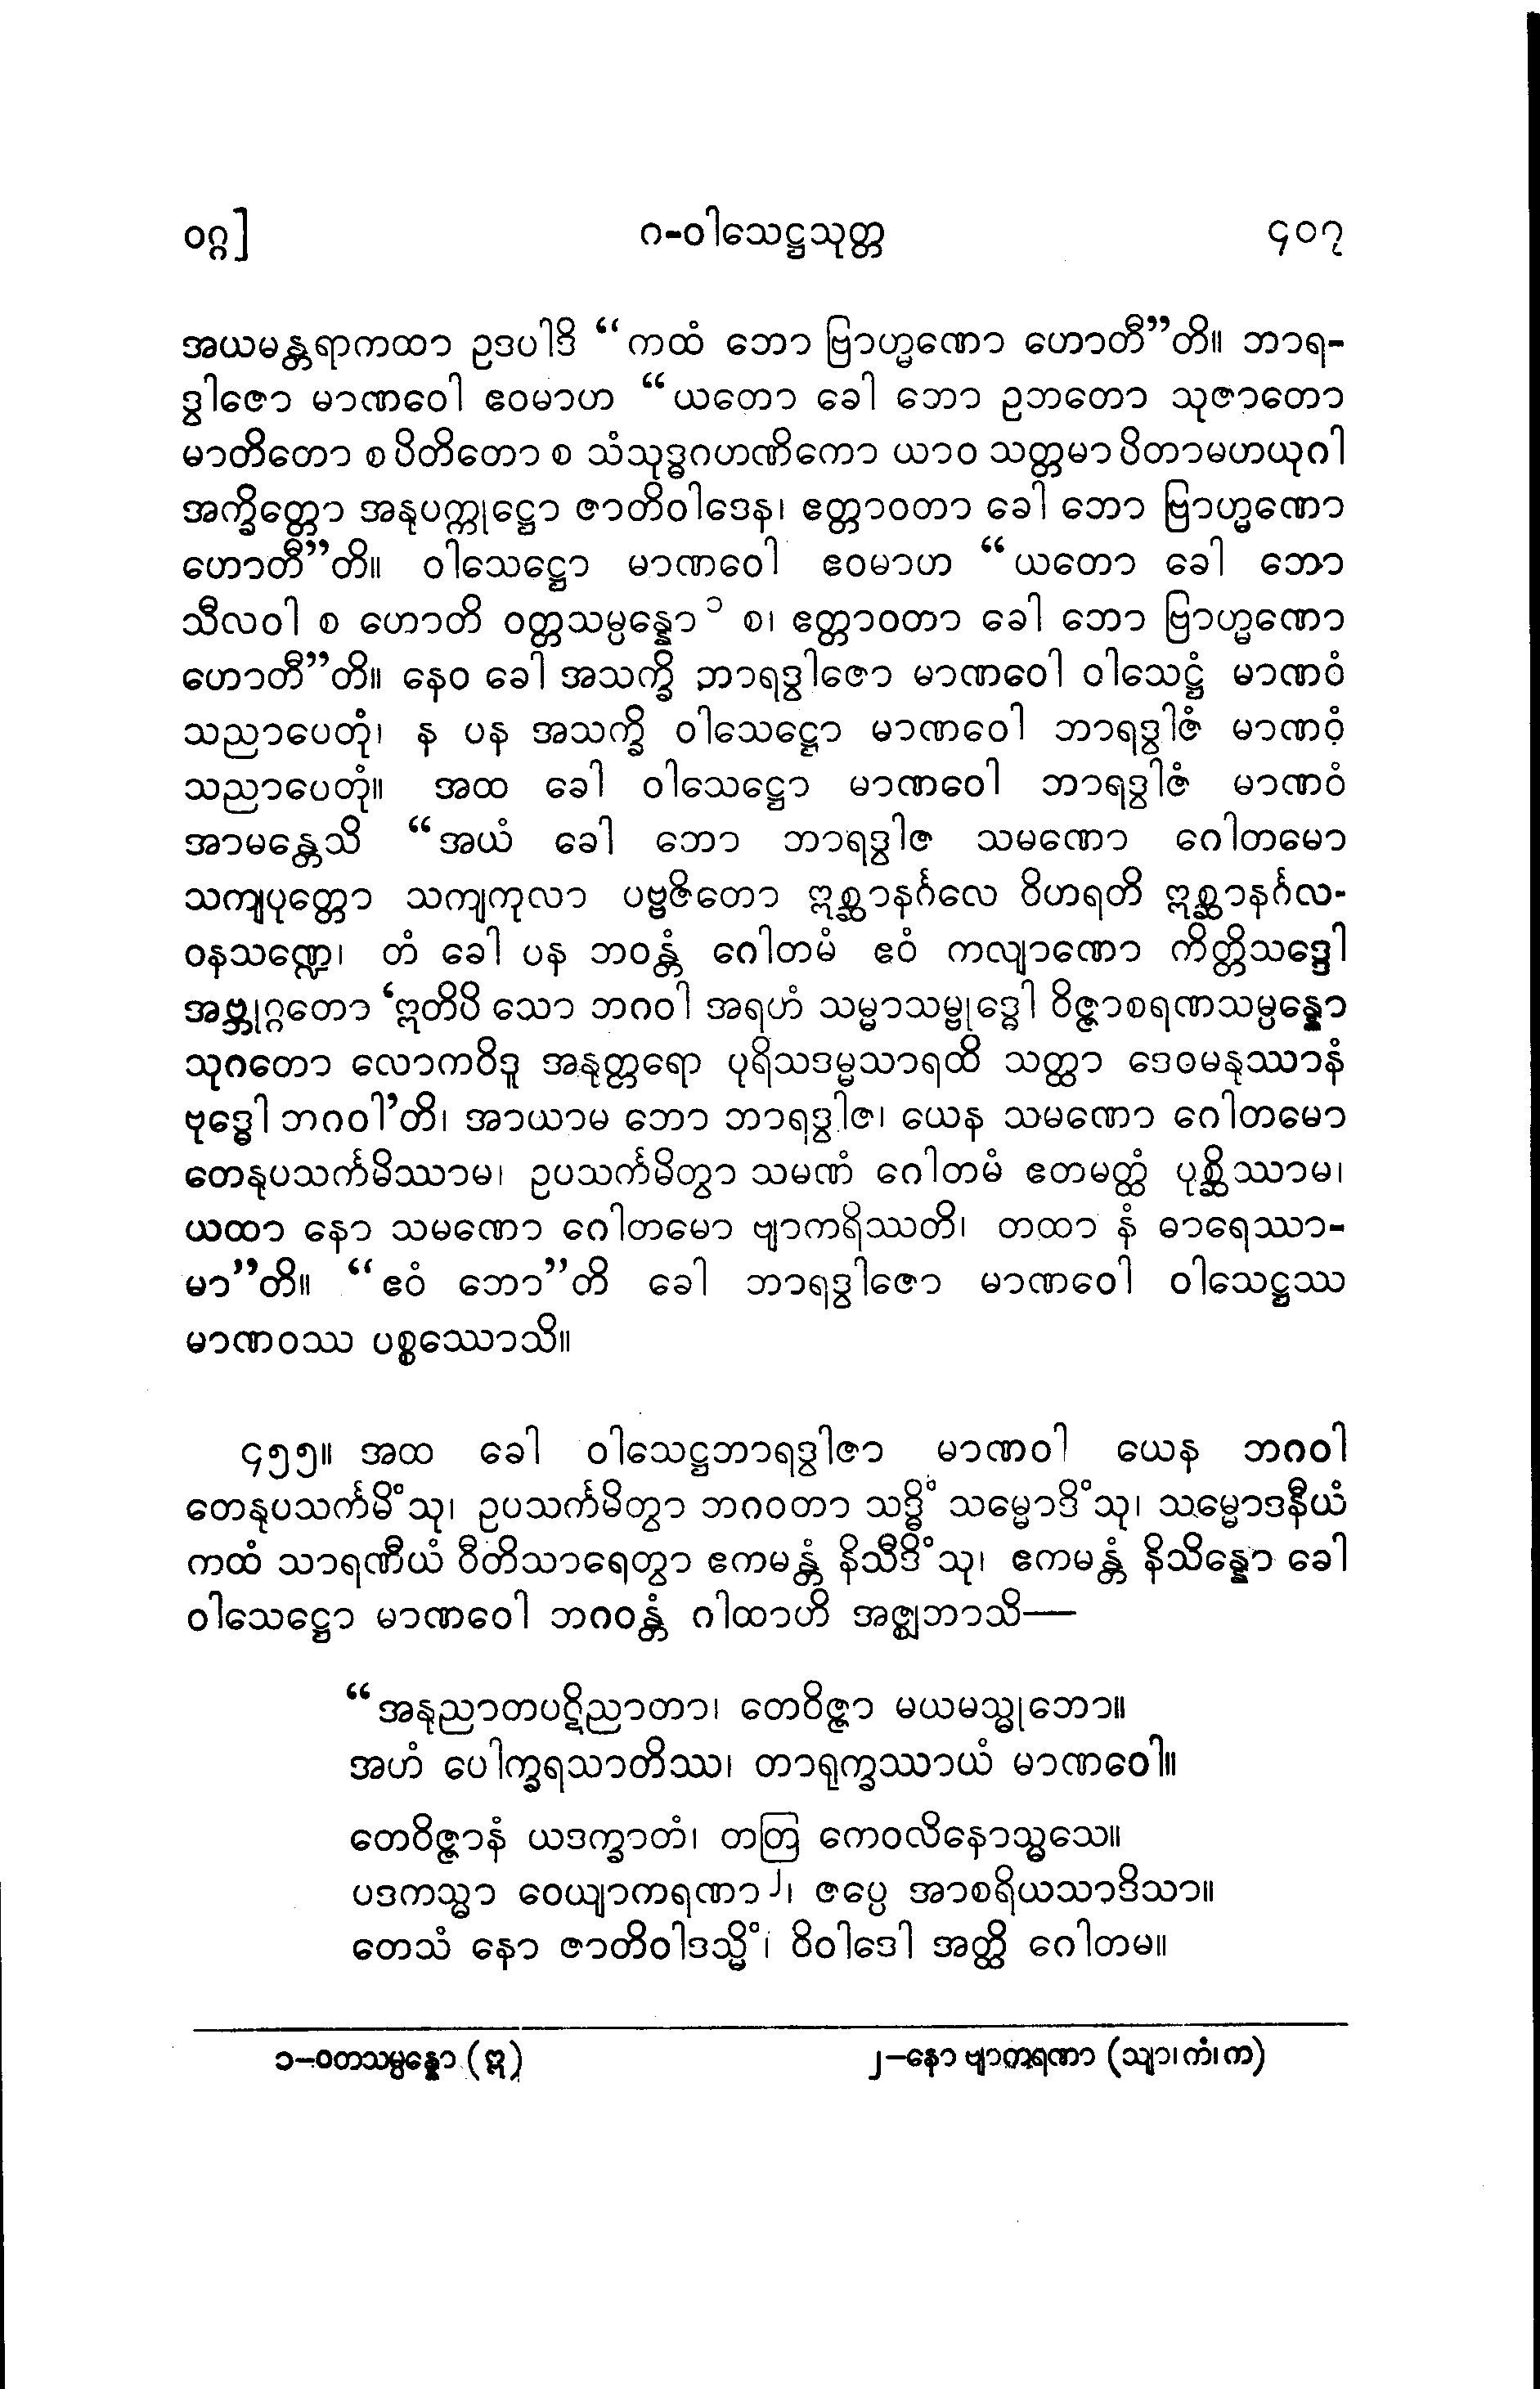 ဝဂ္ဂ]
ဂ-ဝါသေဋ္ဌသုတ္တ
၄၀၇
အယမန္တရာကထာ ဥဒပါဒိ “ကထံ ဘော ဗြာဟ္မဏော ဟောတီ”တိ။ ဘာရ-
ဒွါဇော မာဏဝေါ ဧဝမာဟ “ယတော ခေါ ဘော ဥဘတော သုဇာတော
မာတိတော စ ပိတိတော စ သံသုဒ္ဓဂဟဏိကော ယာဝ သတ္တမာ ပိတာမဟယုဂါ
အက္ခိတ္တော အနုပက္ကုဋ္ဌော ဇာတိဝါဒေန၊ ဧတ္တာဝတာ ခေါ ဘော ဗြာဟ္မဏော
ဟောတီ”တိ။ ဝါသေဋ္ဌော မာဏဝေါ ဧဝမာဟ “ယတော ခေါ ဘော
သီလဝါ စ ဟောတိ ဝတ္တသမ္ပန္နော ၁ စ၊ ဧတ္တာဝတာ ခေါ ဘော ဗြာဟ္မဏော
ဟောတီ”တိ။ နေဝ ခေါ အသက္ခိ ဘာရဒွါဇော မာဏဝေါ ဝါသေဋ္ဌံ မာဏဝံ
သညာပေတုံ၊ န ပန အသက္ခိ ဝါသေဋ္ဌော မာဏဝေါ ဘာရဒွါဇံ မာဏဝံ
သညာပေတုံ။ အထ ခေါ ဝါသေဋ္ဌော မာဏဝေါ ဘာရဒွါဇံ မာဏဝံ
အာမန္တေသိ “အယံ ခေါ ဘော ဘာရဒွါဇ သမဏော ဂေါတမော
သကျပုတ္တော သကျကုလာ ပဗ္ဗဇိတော ဣစ္ဆာနင်္ဂလေ ဝိဟရတိ ဣစ္ဆာနင်္ဂလ-
ဝနသဏ္ဍေ၊ တံ ခေါ ပန ဘဝန္တံ ဂေါတမံ ဧဝံ ကလျာဏော ကိတ္တိသဒ္ဒေါ
အဗ္ဘုဂ္ဂတော ‘ဣတိပိ သော ဘဂဝါ အရဟံ သမ္မာသမ္ဗုဒ္ဓေါ ဝိဇ္ဇာစရဏသမ္ပန္နော
သုဂတော လောကဝိဒူ အနုတ္တရော ပုရိသဒမ္မသာရထိ သတ္ထာ ဒေဝမနုဿာနံ
ဗုဒ္ဓေါ ဘဂဝါ’တိ၊ အာယာမ ဘော ဘာရဒွါဇ၊ ယေန သမဏော ဂေါတမော
တေနုပသင်္ကမိဿာမ၊ ဥပသင်္ကမိတွာ သမဏံ ဂေါတမံ ဧတမတ္ထံ ပုစ္ဆိဿာမ၊
ယထာ နော သမဏော ဂေါတမော ဗျာကရိဿတိ၊ တထာ နံ ဓာရေဿာ-
မာ”တိ။ “ဧဝံ ဘော”တိ ခေါ ဘာရဒွါဇော မာဏဝေါ ဝါသေဋ္ဌဿ
မာဏဝဿ ပစ္စဿောသိ။
၄၅၅။ အထ ခေါ ဝါသေဋ္ဌဘာရဒွါဇာ မာဏဝါ ယေန ဘဂဝါ
တေနုပသင်္ကမိံသု၊ ဥပသင်္ကမိတွာ ဘဂဝတာ သဒ္ဓိံ သမ္မောဒိံသု၊ သမ္မောဒနီယံ
ကထံ သာရဏီယံ ဝီတိသာရေတွာ ဧကမန္တံ နိသီဒိံသု၊ ဧကမန္တံ နိသိန္နော ခေါ
ဝါသေဋ္ဌော မာဏဝေါ ဘဂဝန္တံ ဂါထာဟိ အဇ္ဈဘာသိ—
“အနုညာတပဋိညာတာ၊ တေဝိဇ္ဇာ မယမသ္မုဘော။
အဟံ ပေါက္ခရသာတိဿ၊ တာရုက္ခဿာယံ မာဏဝေါ။
တေဝိဇ္ဇာနံ ယဒက္ခာတံ၊ တတြ ကေဝလိနောသ္မသေ။
ပဒကသ္မာ ဝေယျာကရဏာ ၂၊ ဇပ္ပေ အာစရိယသာဒိသာ။
တေသံ နော ဇာတိဝါဒသ္မိံ၊ ဝိဝါဒေါ အတ္ထိ ဂေါတမ။
၁–ဝတသမ္ပန္နော (ဣ)
၂–နော ဗျာကရဏာ (သျာ၊ ကံ၊ က)